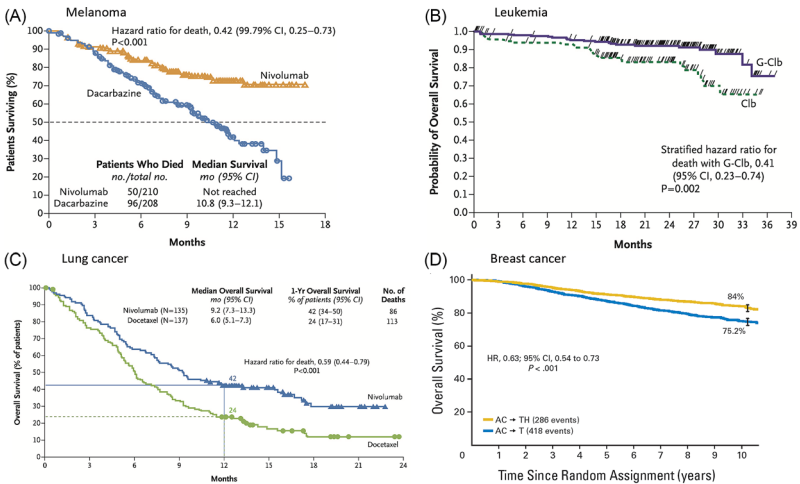 (A)
Melanoma
Hazard ratio for death, 0.42 (99.79% CI, 0.25–0.73)
P<0.001
Patients Surviving (%)
100
90
80
70
60
50
40
30
20
10
0
Nivolumab
Dacarbazine
Patients Who Died
Median Survival
no./total no.
mo (95% CI)
Nivolumab 50/210 Not reached
Dacarbazine 96/208 10.8 (9.3–12.1)
0 3 6 9 12 15 18
Months
(B)
Leukemia
Probability of Overall Survival
1.0
0.9
0.8
0.7
0.6
0.5
0.4
0.3
0.2
0.1
0.0
G-Clb
Clb
Stratified hazard ratio for
death with G-Clb, 0.41
(95% CI, 0.23–0.74)
P=0.002
0 3 6 9 12 15 18 21 24 27 30 33 36 39
Months
(C)
Lung cancer
Overall Survival (% of patients)
100
90
80
70
60
50
40
30
20
10
0
Median Overall Survival 1-Yr Overall Survival No. of
mo (95% CI) % of patients (95% CI) Deaths
Nivolumab (N=135) 9.2 (7.3–13.3) 42 (34–50) 86
Docetaxel (N=137) 6.0 (5.1–7.3) 24 (17–31) 113
Hazard ratio for death, 0.59 (0.44–0.79)
P<0.001
42
24
Nivolumab
Docetaxel
0 3 6 9 12 15 18 21 24
Months
(D)
Breast cancer
Overall Survival (%)
100
80
60
40
20
84%
75.2%
HR, 0.63; 95% CI, 0.54 to 0.73
P < .001
AC → TH (286 events)
AC → T (418 events)
0 1 2 3 4 5 6 7 8 9 10
Time Since Random Assignment (years)